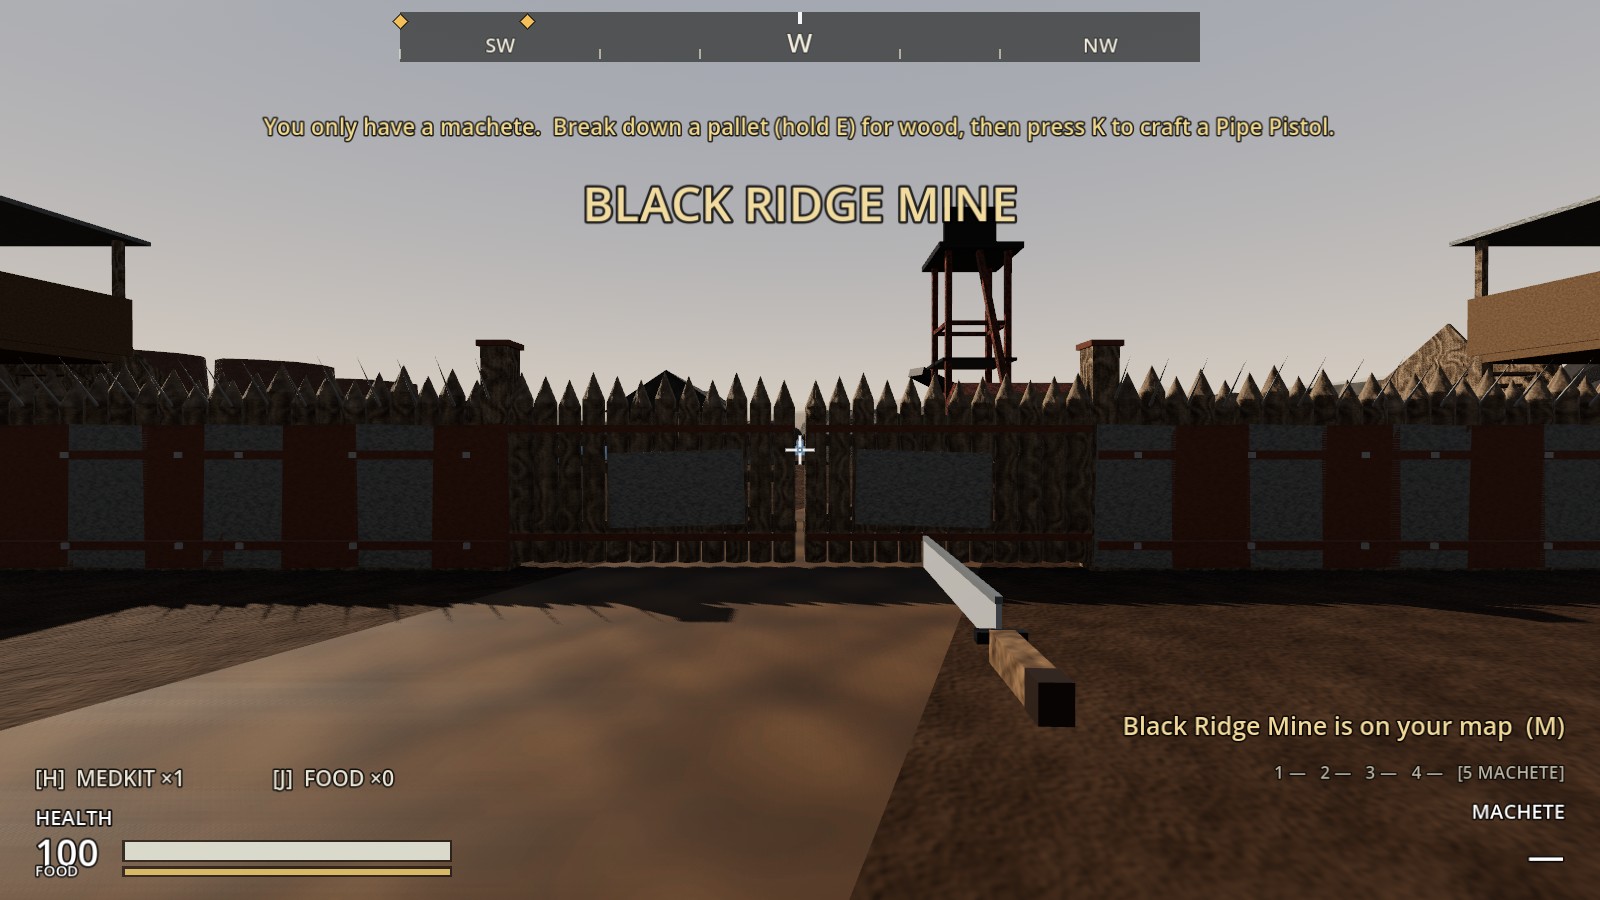 SW W NW
You only have a machete. Break down a pallet (hold E) for wood, then press K to craft a Pipe Pistol.
BLACK RIDGE MINE
Black Ridge Mine is on your map (M)
1 — 2 — 3 — 4 — [5 MACHETE]
[H] MEDKIT ×1 [J] FOOD ×0
HEALTH
MACHETE
100
FOOD
—